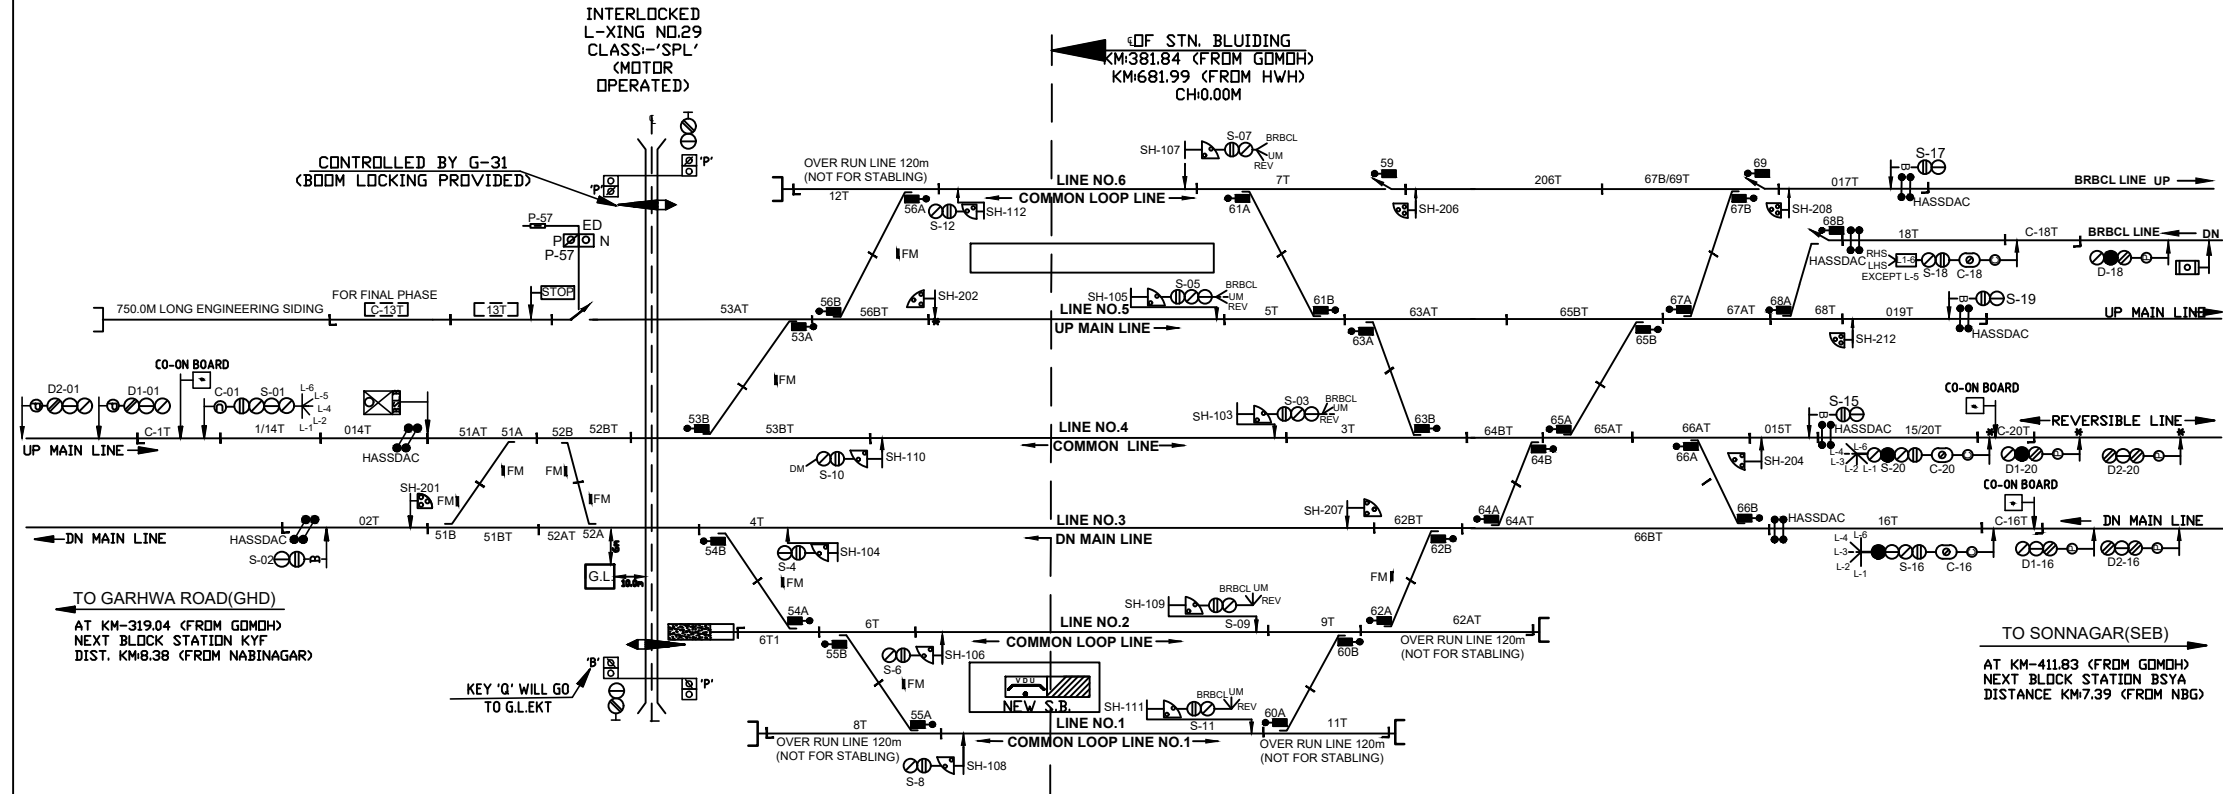 INTERLOCKED
L-XING NO.29
CLASS:-'SPL'
(MOTOR
OPERATED)
℄OF STN. BLUIDING
KM:381.84 (FROM GOMOH)
KM:681.99 (FROM HWH)
CH:0.00M
CONTROLLED BY G-31
(BOOM LOCKING PROVIDED)
℄
'P'
'P'
OVER RUN LINE 120m
(NOT FOR STABLING)
12T
56A
S-12
SH-112
LINE NO.6
COMMON LOOP LINE
SH-107
S-07
BRBCL
UM
REV
7T
61A
59
SH-206
206T
67B/69T
69
67B
SH-208
017T
B
S-17
HASSDAC
BRBCL LINE UP
P-57
ED
P N
P-57
FM
68B
HASSDAC
18T
C-18T
BRBCL LINE DN
RHS
LHS
EXCEPT L-5
L1-6
S-18
C-18
D-18
750.0M LONG ENGINEERING SIDING
FOR FINAL PHASE
C-13T
13T
STOP
53AT
56B
53A
56BT
SH-202
LINE NO.5
UP MAIN LINE
SH-105
S-05
BRBCL
UM
REV
5T
61B
63A
63AT
65BT
65B
67A
67AT
68A
68T
SH-212
019T
B
S-19
HASSDAC
UP MAIN LINE
CO-ON BOARD
D2-01
D1-01
C-01
S-01
L-6
L-5
L-4
L-2
L-1
C-1T
1/14T
014T
HASSDAC
UP MAIN LINE
51AT
51A
52B
52BT
53B
FM
53BT
DM
S-10
SH-110
LINE NO.4
COMMON LINE
SH-103
S-03
BRBCL
UM
REV
3T
63B
64BT
64B
65A
65AT
66AT
66A
015T
SH-204
B
S-15
HASSDAC
15/20T
L-6
L-4
L-3
L-2
L-1
S-20
C-20
CO-ON BOARD
C-20T
REVERSIBLE LINE
D1-20
D2-20
SH-201
FM
FM
FM
FM
DN MAIN LINE
HASSDAC
S-02
B
02T
51B
51BT
52AT
52A
G.L.
10.0m
54B
4T
S-4
SH-104
FM
LINE NO.3
DN MAIN LINE
SH-207
62BT
62B
64A
64AT
66BT
66B
HASSDAC
L-4
L-6
L-3
L-2
L-1
S-16
C-16
16T
CO-ON BOARD
C-16T
DN MAIN LINE
D1-16
D2-16
FM
TO GARHWA ROAD(GHD)
AT KM-319.04 (FROM GOMOH)
NEXT BLOCK STATION KYF
DIST. KM:8.38 (FROM NABINAGAR)
54A
6T1
55B
6T
S-6
SH-106
FM
LINE NO.2
COMMON LOOP LINE
SH-109
BRBCL
UM
REV
S-09
9T
60B
62A
62AT
OVER RUN LINE 120m
(NOT FOR STABLING)
TO SONNAGAR(SEB)
AT KM-411.83 (FROM GOMOH)
NEXT BLOCK STATION BSYA
DISTANCE KM:7.39 (FROM NBG)
'B'
'P'
KEY 'Q' WILL GO
TO G.L.EKT
VDU
NEW S.B.
8T
OVER RUN LINE 120m
(NOT FOR STABLING)
55A
S-8
SH-108
LINE NO.1
COMMON LOOP LINE NO.1
SH-111
BRBCL
UM
REV
S-11
60A
11T
OVER RUN LINE 120m
(NOT FOR STABLING)